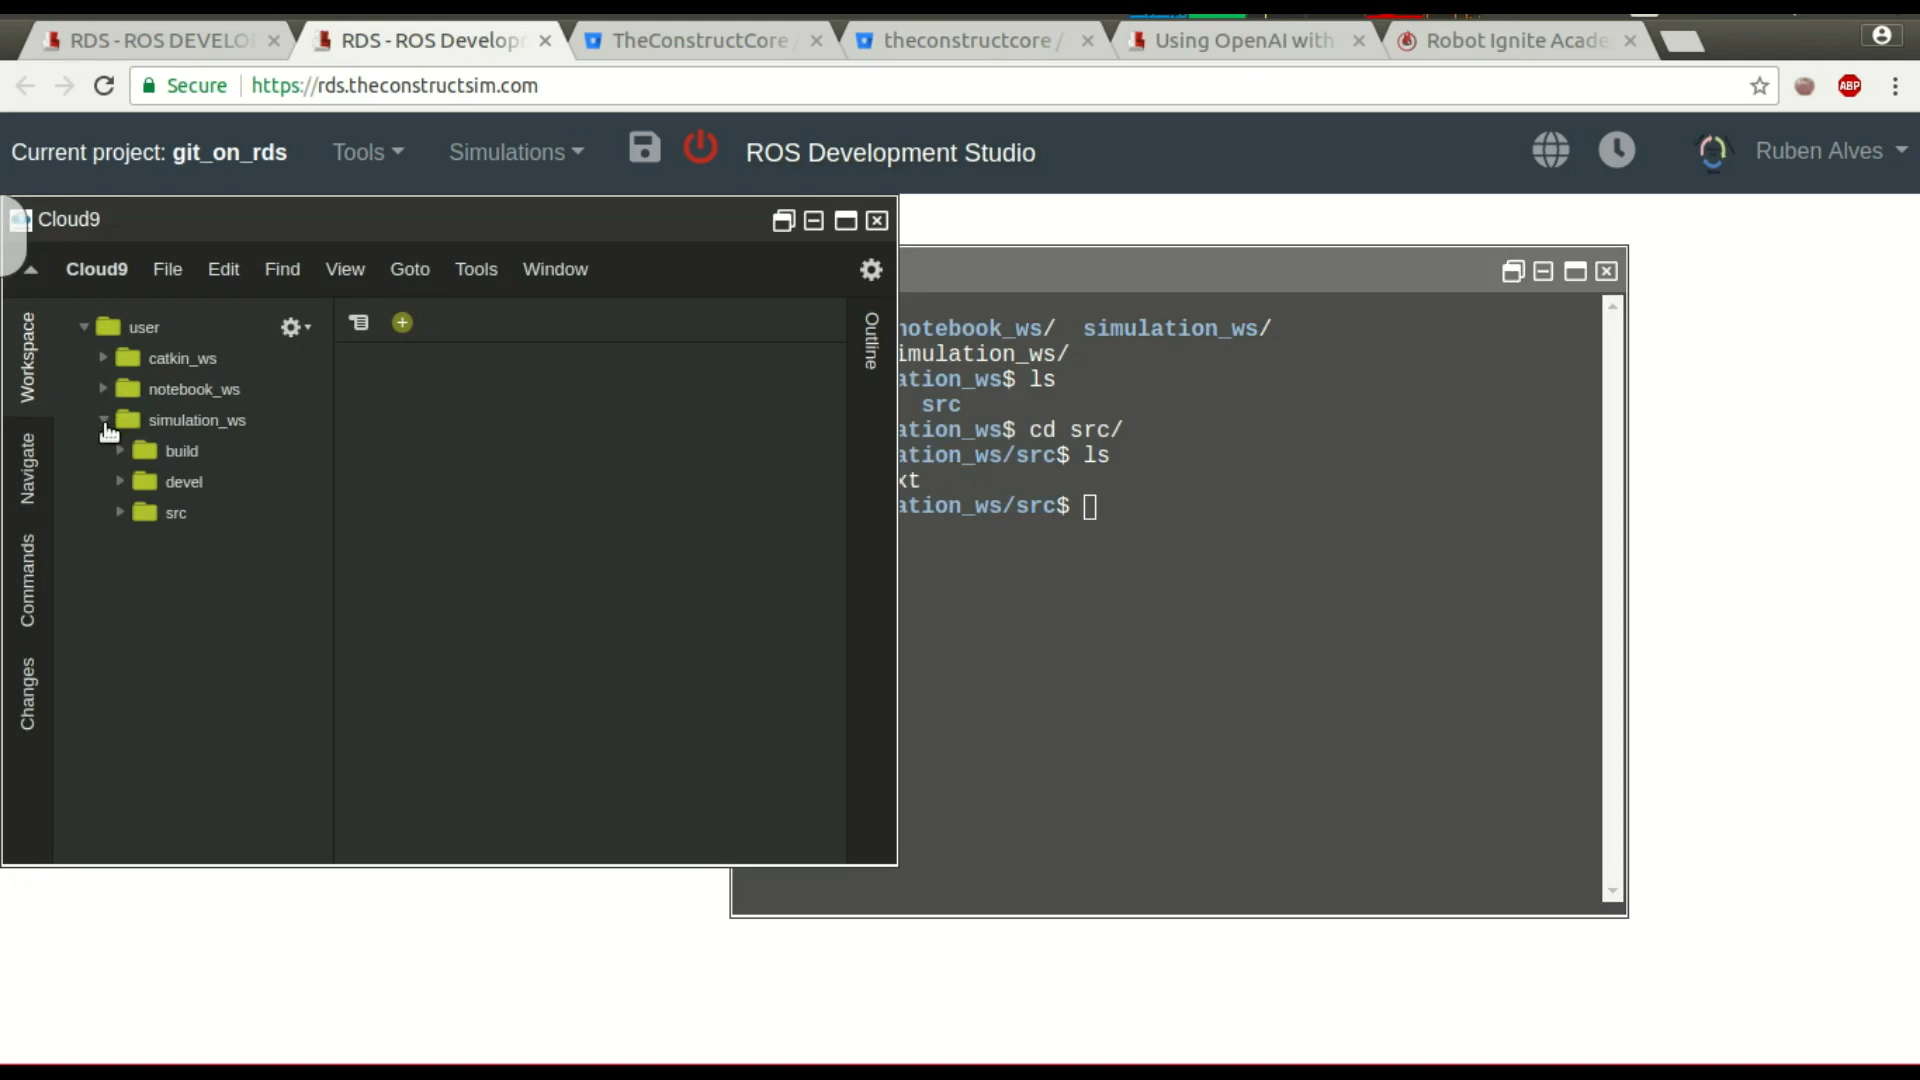 RDS - ROS DEVELO
RDS - ROS Develop
TheConstructCore
theconstructcore /
Using OpenAI with
Robot Ignite Acade
Secure
https://rds.theconstructsim.com
ABP
Current project: git_on_rds
Tools
Simulations
ROS Development Studio
Ruben Alves
Cloud9
Cloud9
File
Edit
Find
View
Goto
Tools
Window
Workspace
Navigate
Commands
Changes
user
catkin_ws
notebook_ws
simulation_ws
build
devel
src
Outline
notebook_ws/ simulation_ws/
imulation_ws/
ation_ws$ ls
src
ation_ws$ cd src/
ation_ws/src$ ls
xt
ation_ws/src$